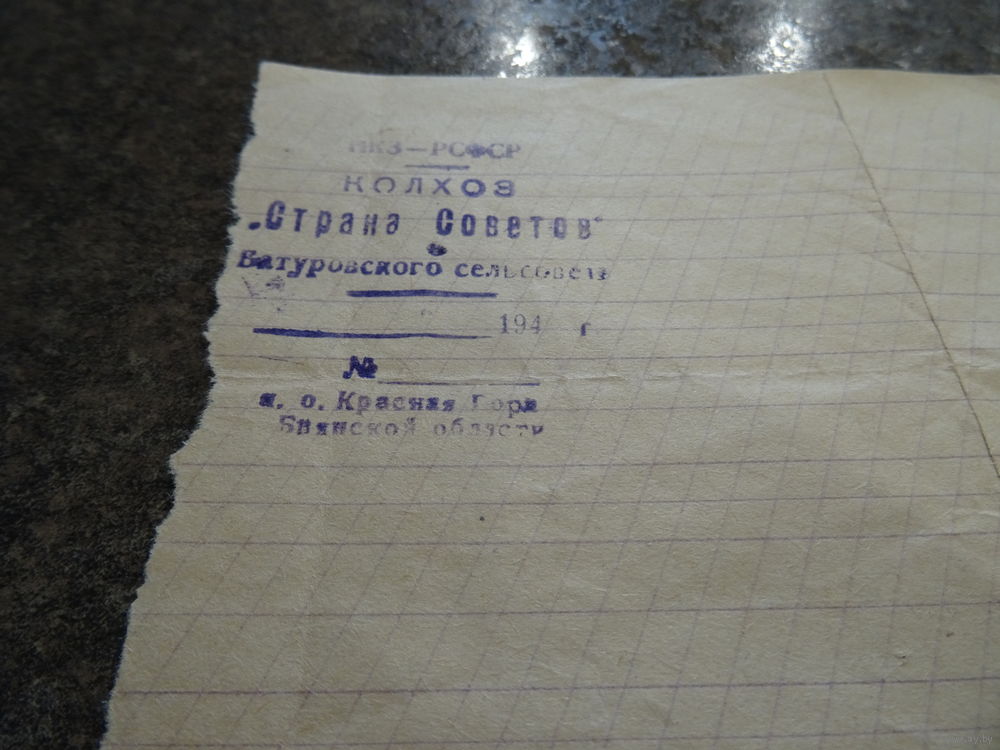 НКЗ—РСФСР
КОЛХОЗ
„Страна Советов"
Батуровского сельсовета
194 г
№
п. о. Красная Гора
Брянской области